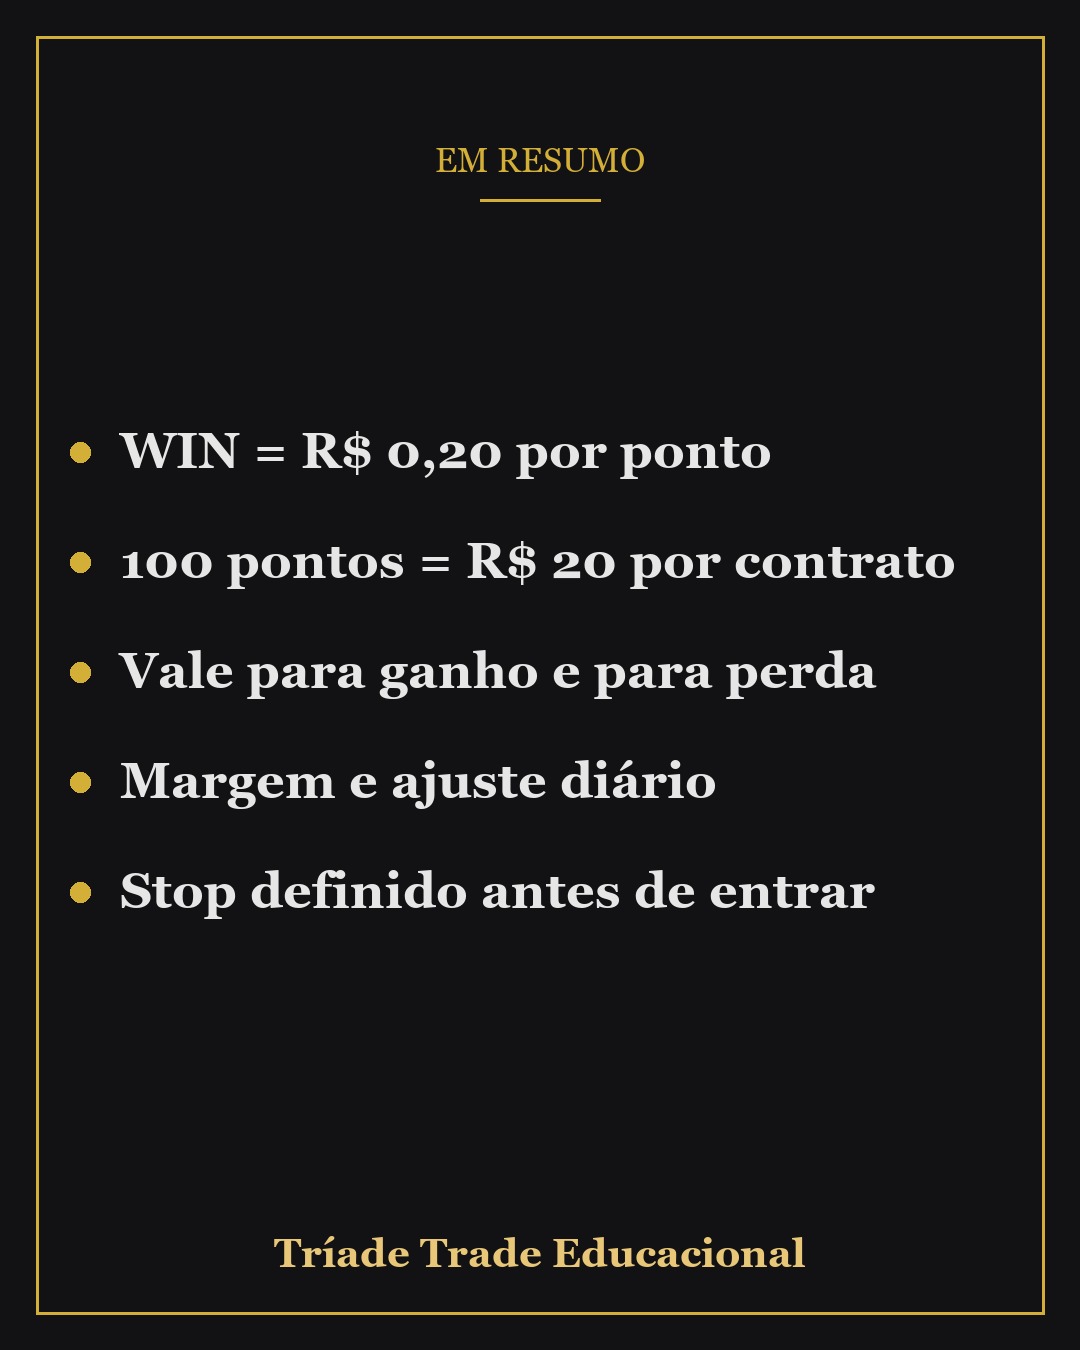 EM RESUMO
WIN = R$ 0,20 por ponto
100 pontos = R$ 20 por contrato
Vale para ganho e para perda
Margem e ajuste diário
Stop definido antes de entrar
Tríade Trade Educacional